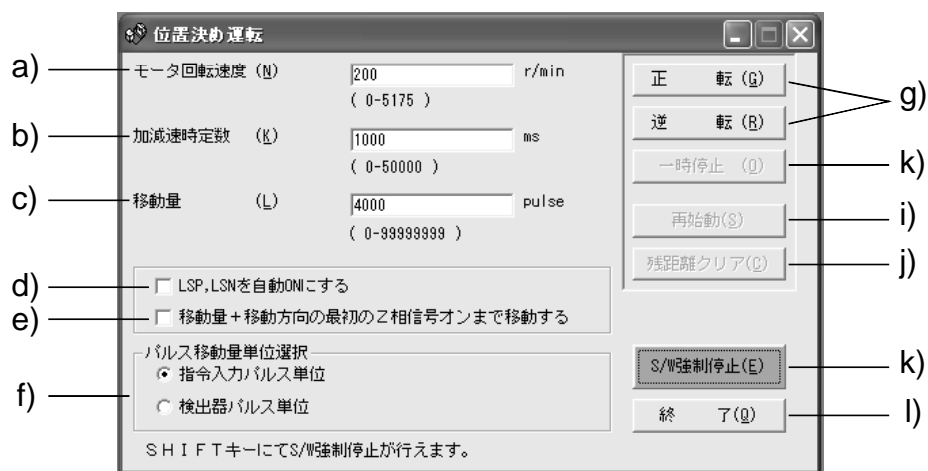 位置決め運転
a) モータ回転速度 (N) 200 r/min 正 転(G)
( 0-5175 ) g)
b) 加減速時定数 (K) 1000 ms 逆 転(R)
( 0-50000 ) 一時停止 (O) k)
c) 移動量 (L) 4000 pulse 再始動(S) i)
( 0-99999999 )
残距離クリア(C) j)
d) LSP,LSNを自動ONにする
e) 移動量+移動方向の最初のZ相信号オンまで移動する
パルス移動量単位選択
f) 指令入力パルス単位 S/W強制停止(E) k)
検出器パルス単位 終 了(Q) l)
SHIFTキーにてS/W強制停止が行えます。